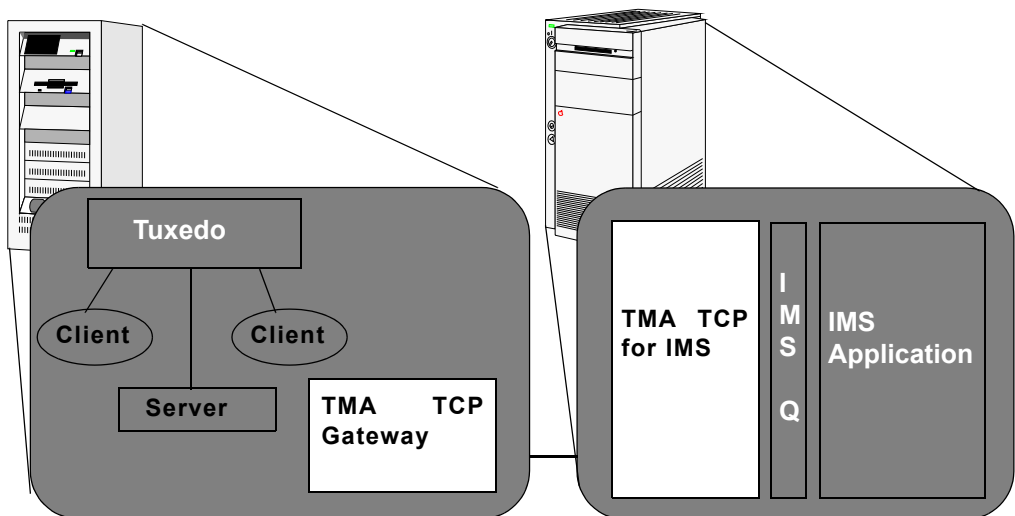 Tuxedo
Client
Client
Server
TMA TCP
Gateway
TMA TCP
for IMS
I
M
S
Q
IMS
Application